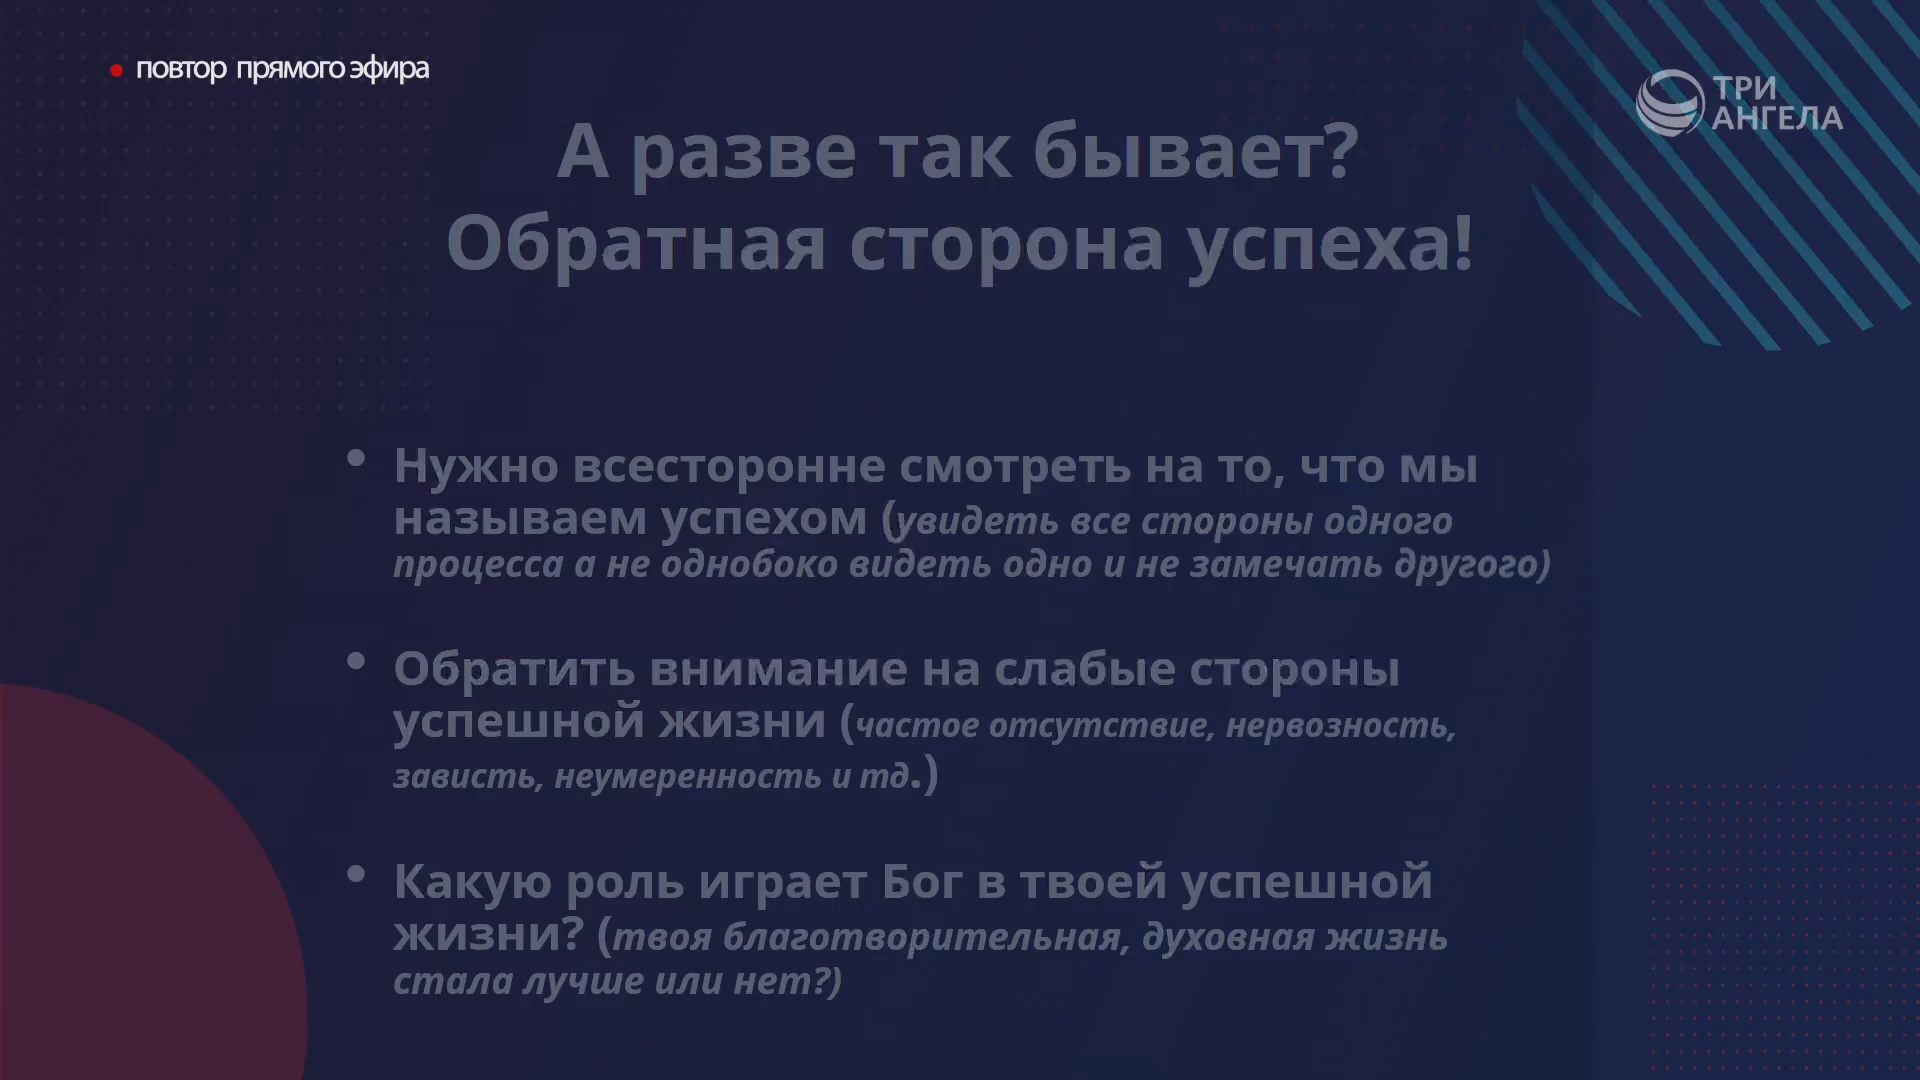 повтор прямого эфира
ТРИ
АНГЕЛА
А разве так бывает?
Обратная сторона успеха!
• Нужно всесторонне смотреть на то, что мы
называем успехом (увидеть все стороны одного
процесса а не однобоко видеть одно и не замечать другого)
• Обратить внимание на слабые стороны
успешной жизни (частое отсутствие, нервозность,
зависть, неумеренность и тд.)
• Какую роль играет Бог в твоей успешной
жизни? (твоя благотворительная, духовная жизнь
стала лучше или нет?)